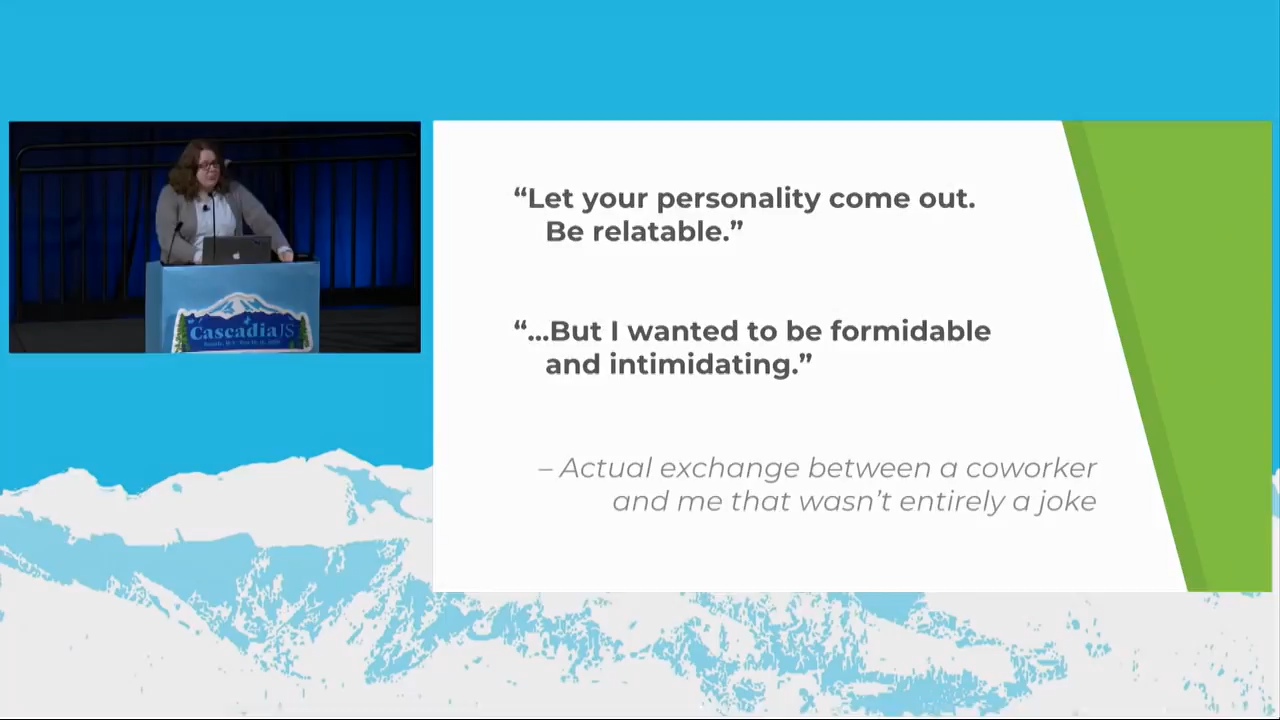 CascadiaJS
“Let your personality come out.
Be relatable.”
“...But I wanted to be formidable
and intimidating.”
– Actual exchange between a coworker
and me that wasn’t entirely a joke